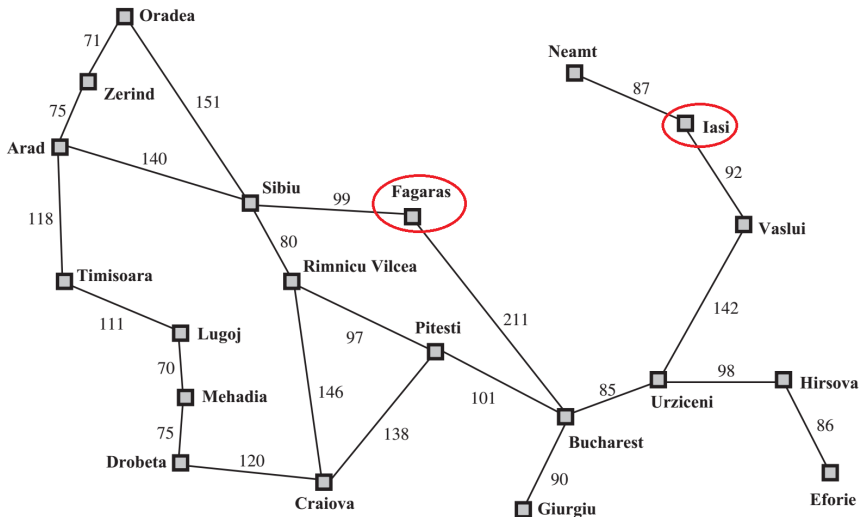 Oradea
71
Neamt
Zerind
87
151
75
Iasi
Arad
140
92
Sibiu
99
Fagaras
118
80
Vaslui
Timisoara
Rimnicu Vilcea
142
111
211
Lugoj
97
Pitesti
70
98
Hirsova
146
101
85
Urziceni
Mehadia
86
75
138
Bucharest
Drobeta
120
90
Eforie
Craiova
Giurgiu